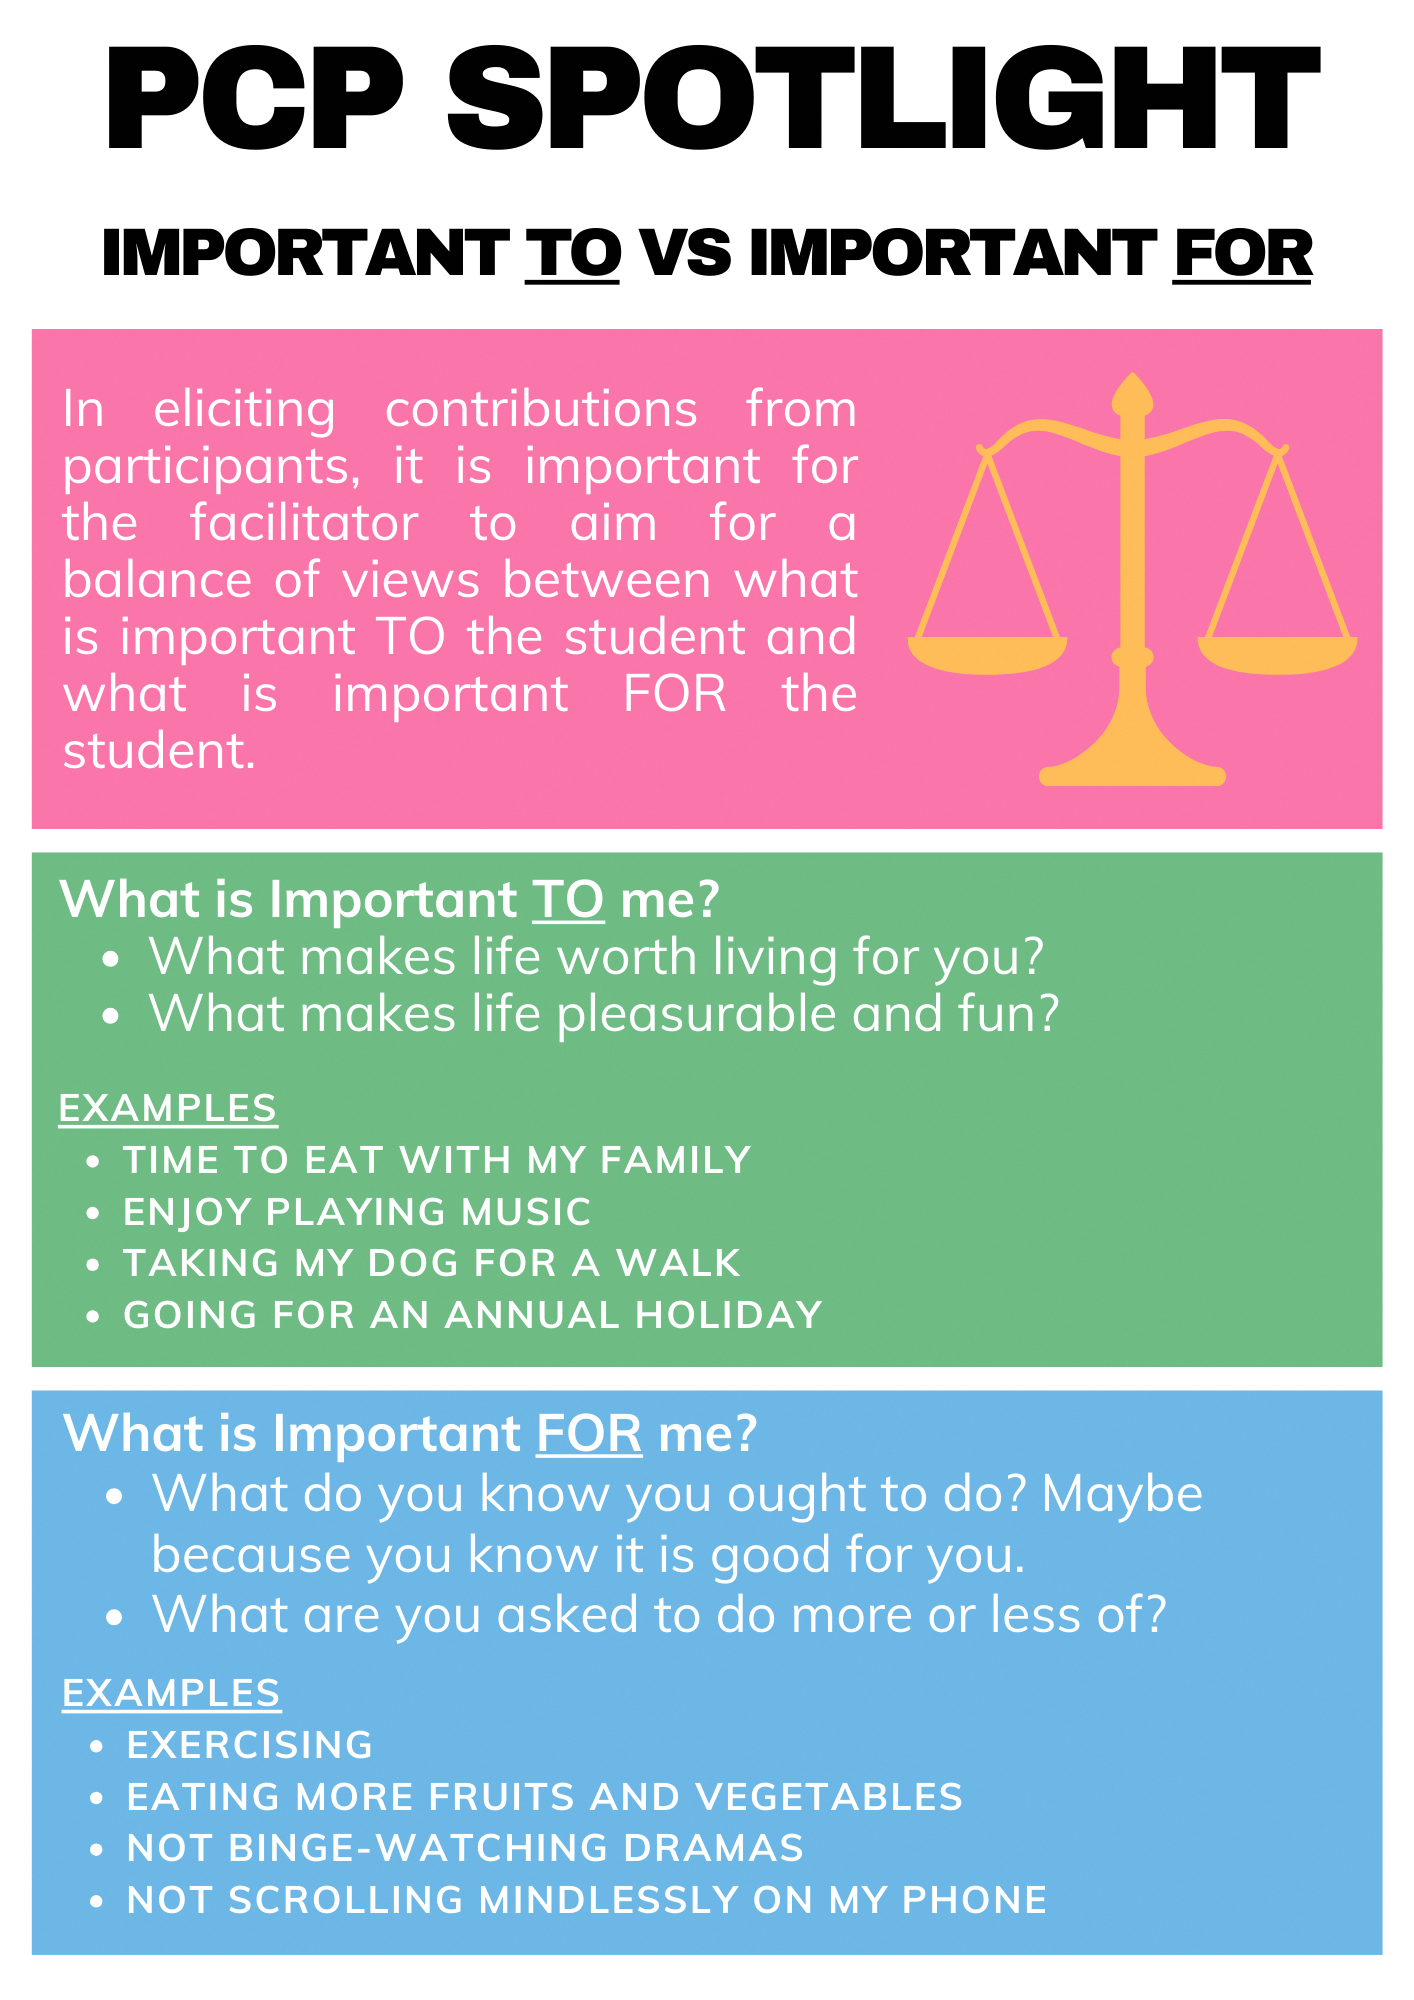 PCP SPOTLIGHT
IMPORTANT TO VS IMPORTANT FOR
In eliciting contributions from
participants, it is important for
the facilitator to aim for a
balance of views between what
is important TO the student and
what is important FOR the
student.
What is Important TO me?
• What makes life worth living for you?
• What makes life pleasurable and fun?
EXAMPLES
• TIME TO EAT WITH MY FAMILY
• ENJOY PLAYING MUSIC
• TAKING MY DOG FOR A WALK
• GOING FOR AN ANNUAL HOLIDAY
What is Important FOR me?
• What do you know you ought to do? Maybe
because you know it is good for you.
• What are you asked to do more or less of?
EXAMPLES
• EXERCISING
• EATING MORE FRUITS AND VEGETABLES
• NOT BINGE-WATCHING DRAMAS
• NOT SCROLLING MINDLESSLY ON MY PHONE